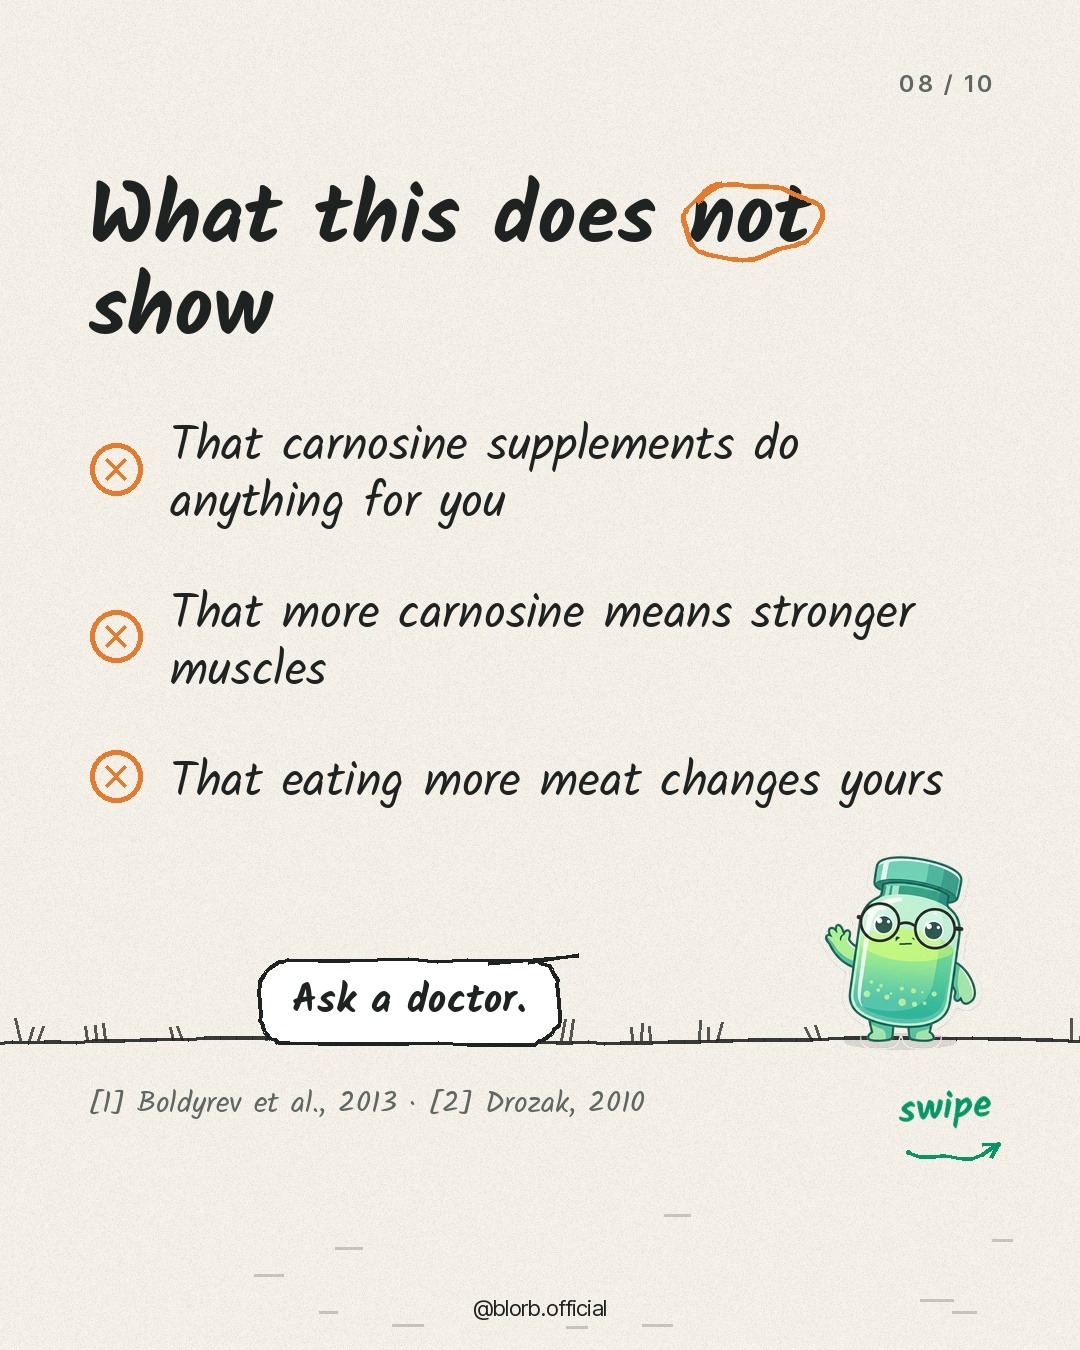 08 / 10
What this does not
show
That carnosine supplements do
anything for you
That more carnosine means stronger
muscles
That eating more meat changes yours
Ask a doctor.
[1] Boldyrev et al., 2013 · [2] Drozak, 2010
swipe
@blorb.official